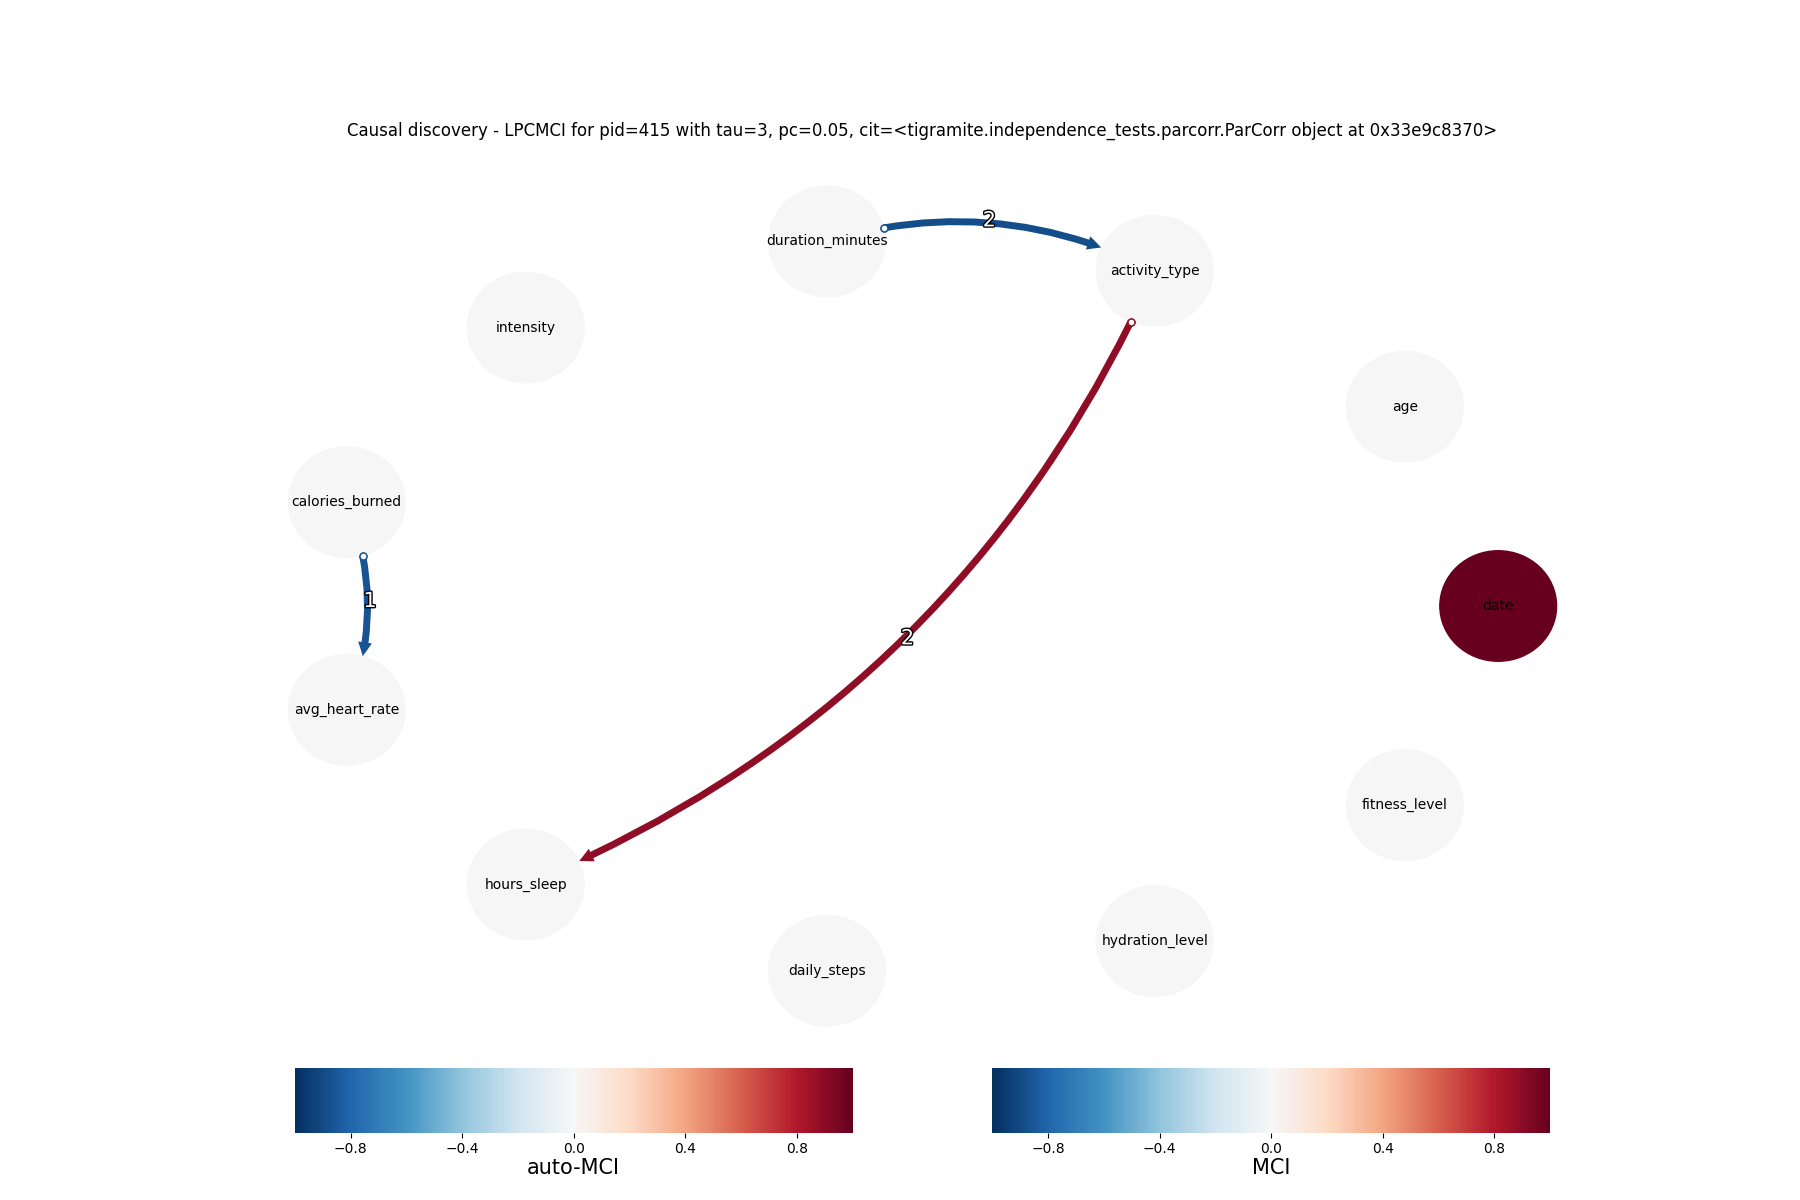 Causal discovery - LPCMCI for pid=415 with tau=3, pc=0.05, cit=<tigramite.independence_tests.parcorr.ParCorr object at 0x33e9c8370>
duration_minutes
2
activity_type
intensity
age
calories_burned
1
date
2
avg_heart_rate
fitness_level
hours_sleep
hydration_level
daily_steps
−0.8 −0.4 0.0 0.4 0.8
auto-MCI
−0.8 −0.4 0.0 0.4 0.8
MCI